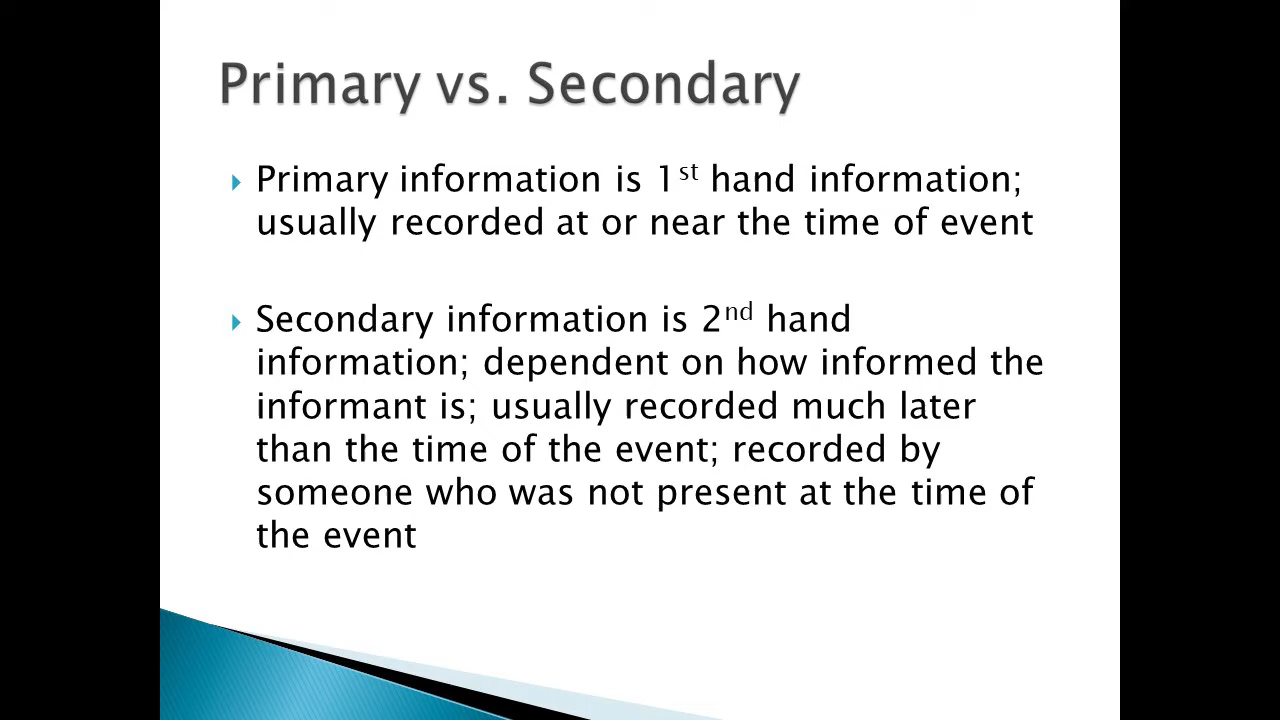 Primary vs. Secondary
Primary information is 1st hand information;
usually recorded at or near the time of event
Secondary information is 2nd hand
information; dependent on how informed the
informant is; usually recorded much later
than the time of the event; recorded by
someone who was not present at the time of
the event